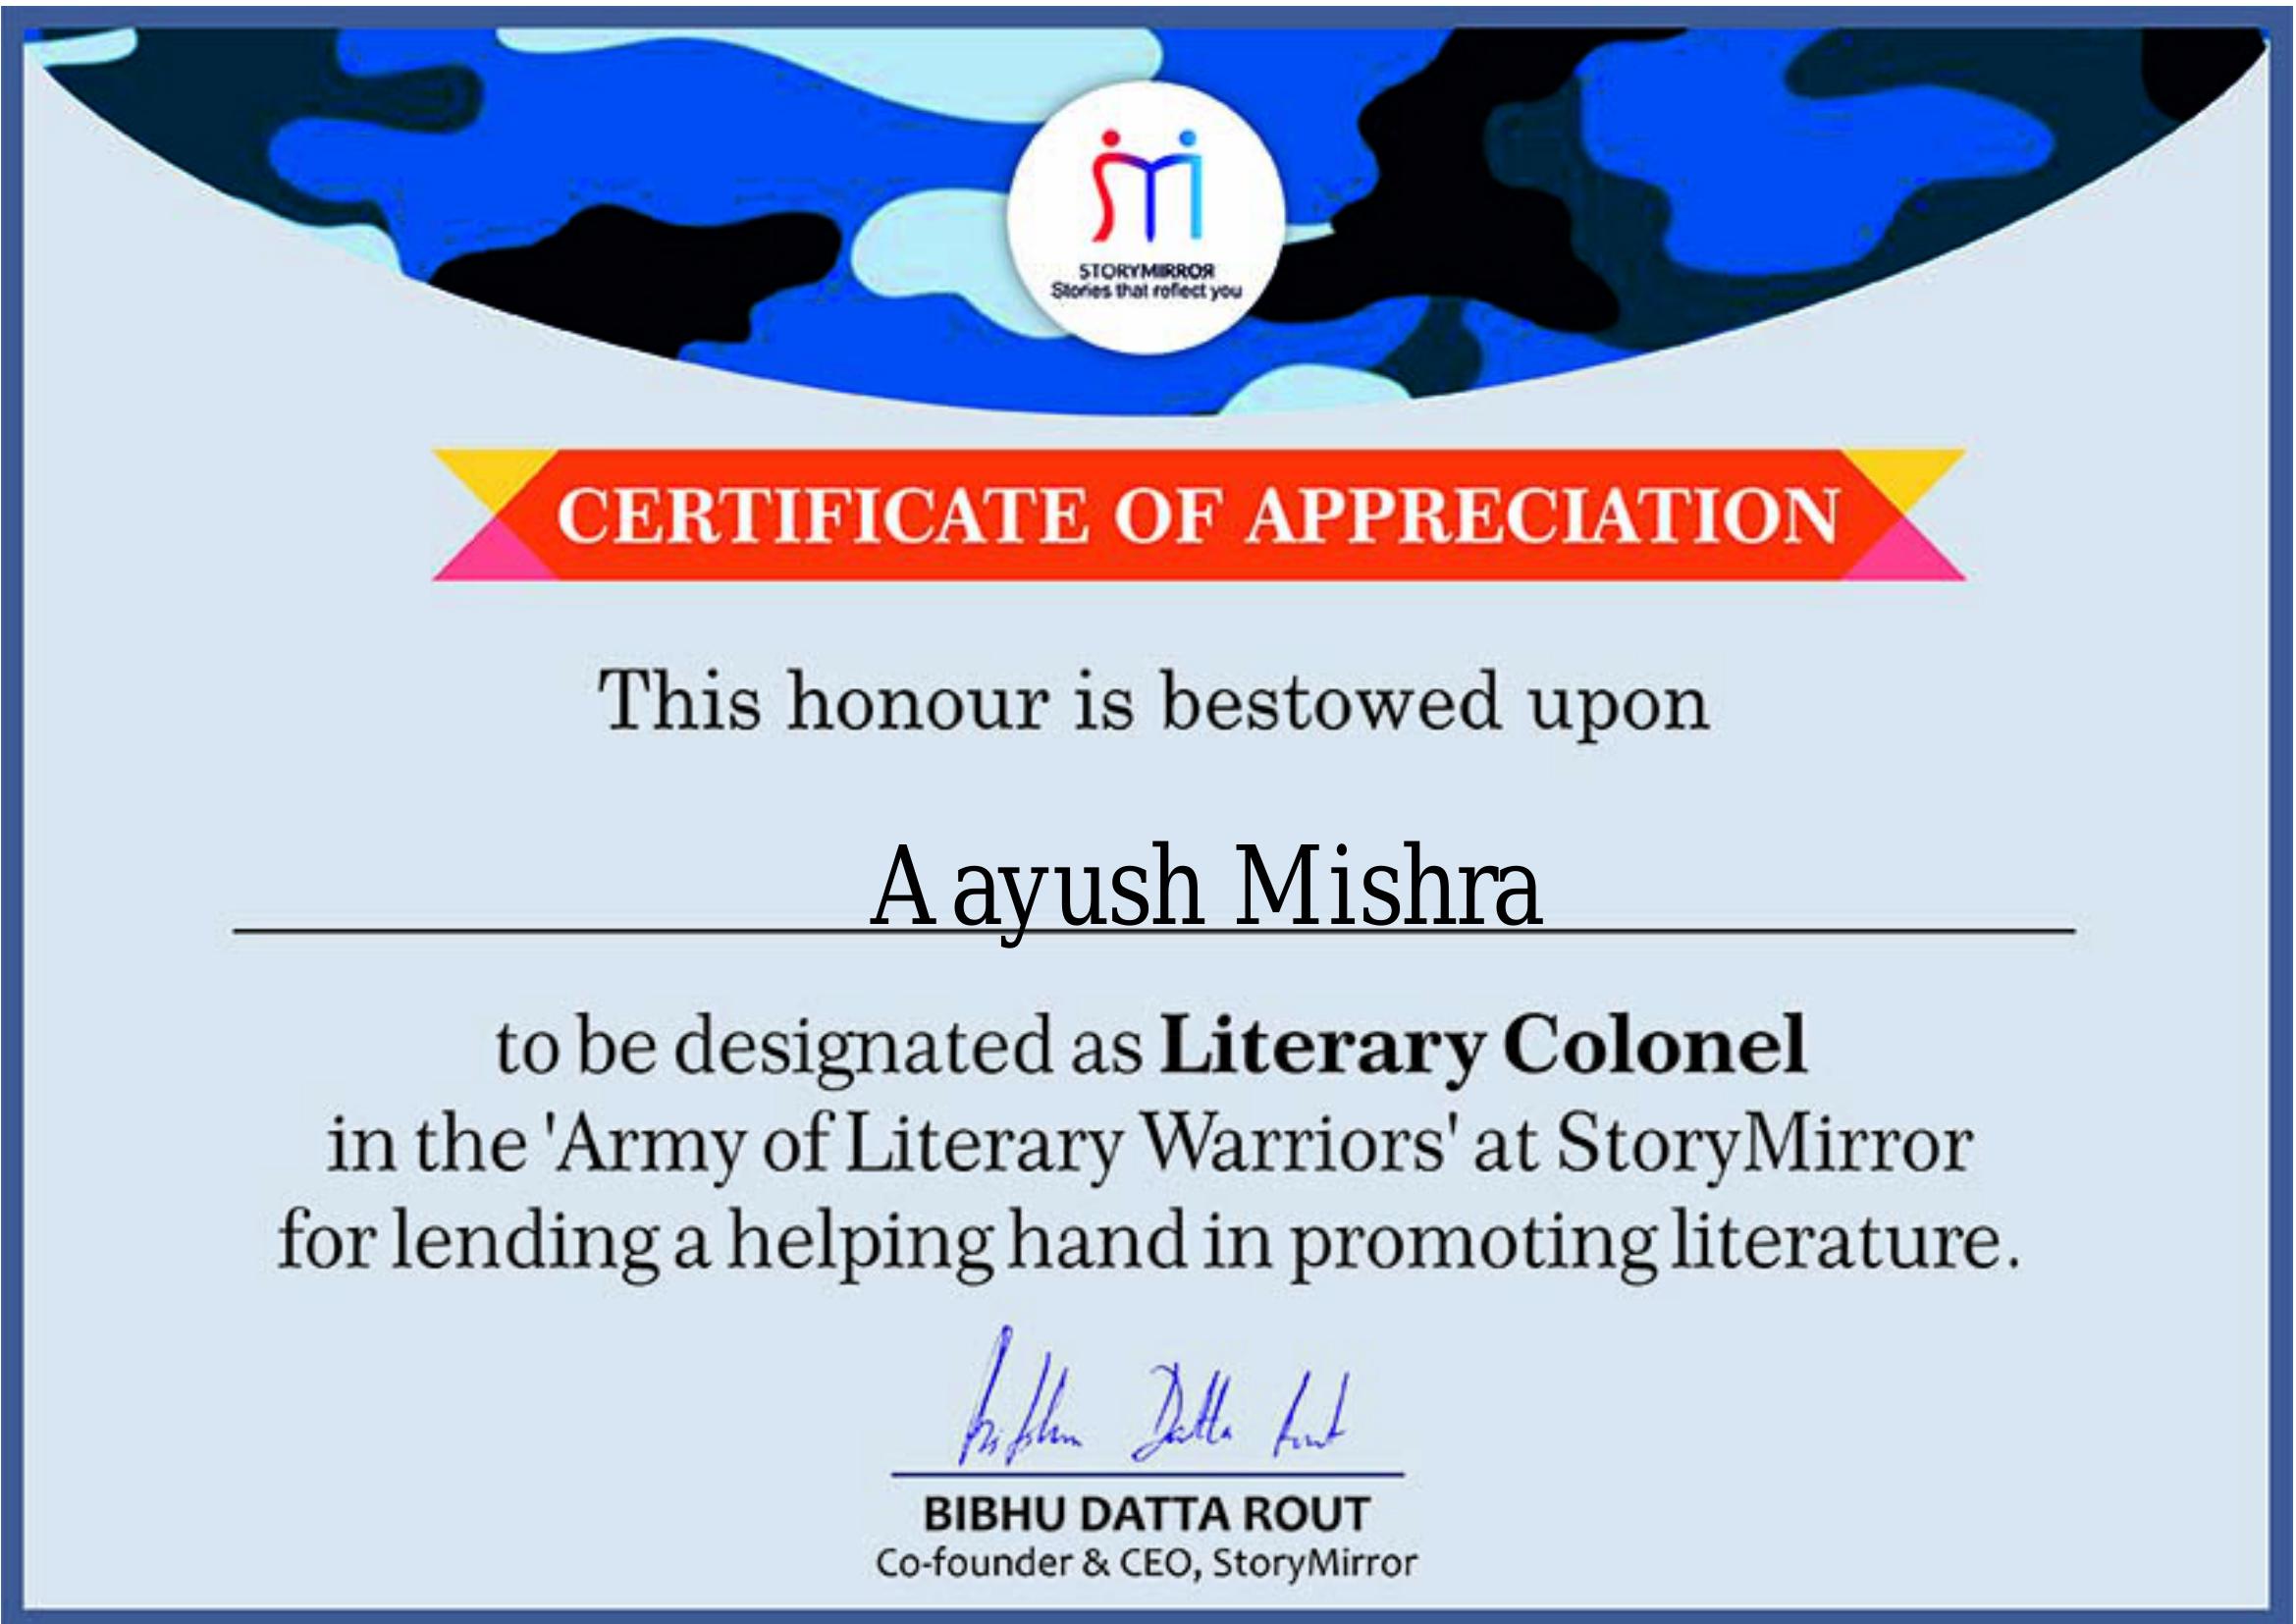 STORYMIRROR
Stories that reflect you
CERTIFICATE OF APPRECIATION
This honour is bestowed upon
Aayush Mishra
to be designated as Literary Colonel
in the 'Army of Literary Warriors' at StoryMirror
for lending a helping hand in promoting literature.
Bibhu Datta Rout
BIBHU DATTA ROUT
Co-founder & CEO, StoryMirror